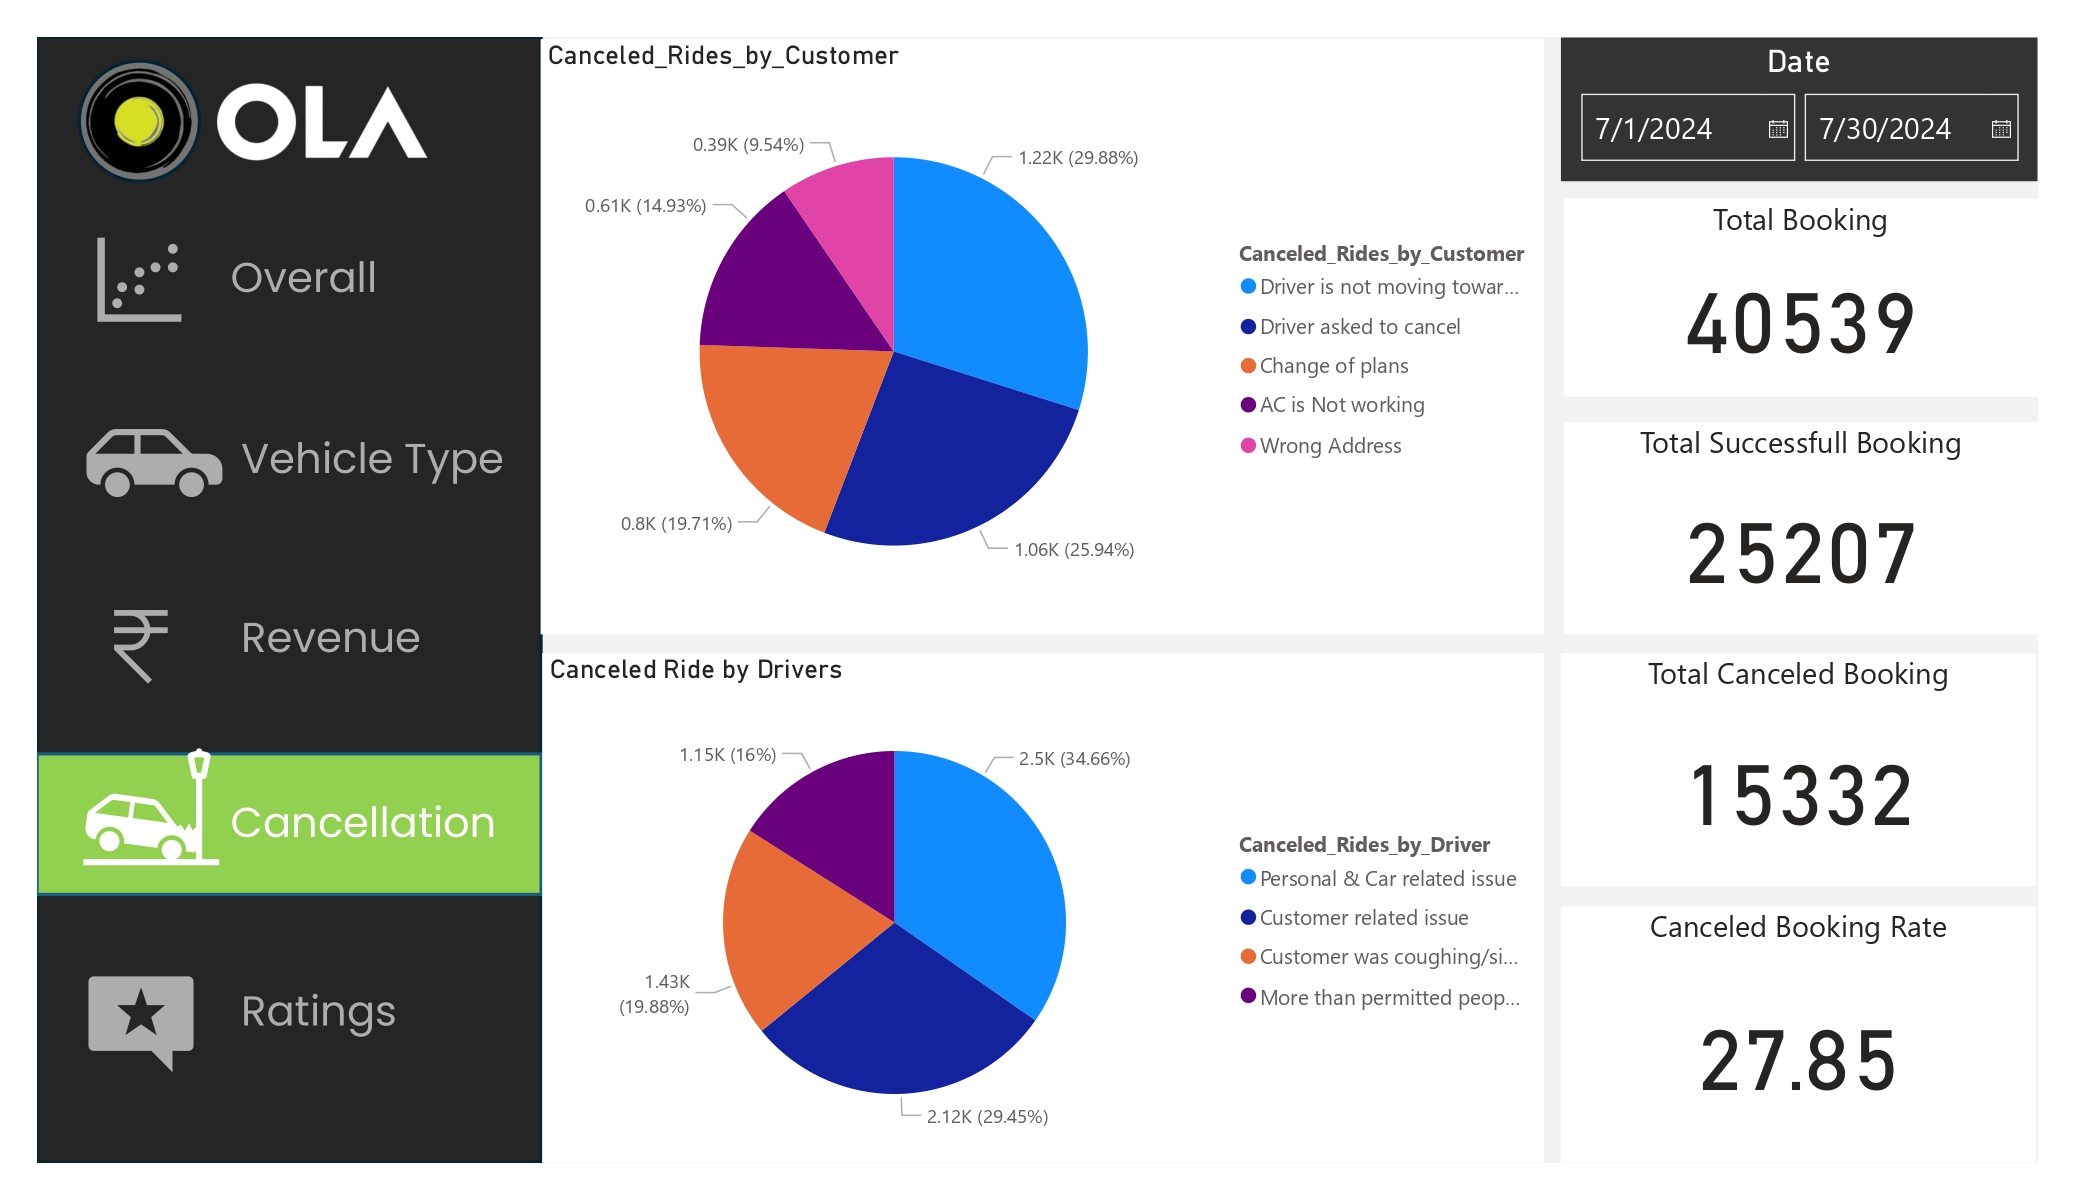 OLA
Overall
Vehicle Type
Revenue
Cancellation
Ratings
Canceled_Rides_by_Customer
0.39K (9.54%)
1.22K (29.88%)
0.61K (14.93%)
0.8K (19.71%)
1.06K (25.94%)
Canceled_Rides_by_Customer
Driver is not moving towar...
Driver asked to cancel
Change of plans
AC is Not working
Wrong Address
Canceled Ride by Drivers
1.15K (16%)
2.5K (34.66%)
1.43K
(19.88%)
2.12K (29.45%)
Canceled_Rides_by_Driver
Personal & Car related issue
Customer related issue
Customer was coughing/si...
More than permitted peop...
Date
7/1/2024
7/30/2024
Total Booking
40539
Total Successfull Booking
25207
Total Canceled Booking
15332
Canceled Booking Rate
27.85